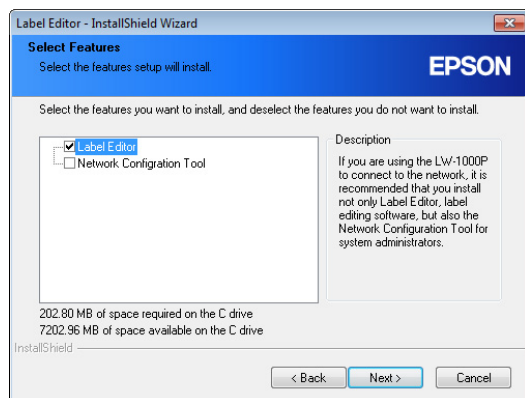 Label Editor - InstallShield Wizard
Select Features
Select the features setup will install.
EPSON
Select the features you want to install, and deselect the features you do not want to install.
Label Editor
Network Configration Tool
Description
If you are using the LW-1000P
to connect to the network, it is
recommended that you install
not only Label Editor, label
editing software, but also the
Network Configuration Tool for
system administrators.
202.80 MB of space required on the C drive
7202.96 MB of space available on the C drive
InstallShield
< Back
Next >
Cancel